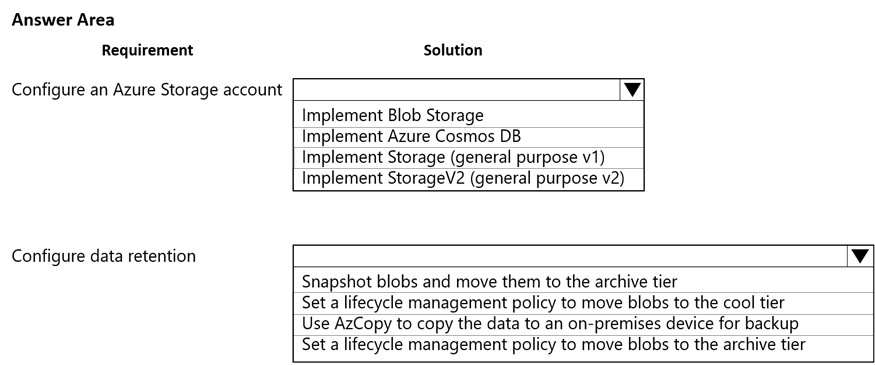 Answer Area
Requirement Solution
Configure an Azure Storage account
Implement Blob Storage
Implement Azure Cosmos DB
Implement Storage (general purpose v1)
Implement StorageV2 (general purpose v2)
Configure data retention
Snapshot blobs and move them to the archive tier
Set a lifecycle management policy to move blobs to the cool tier
Use AzCopy to copy the data to an on-premises device for backup
Set a lifecycle management policy to move blobs to the archive tier